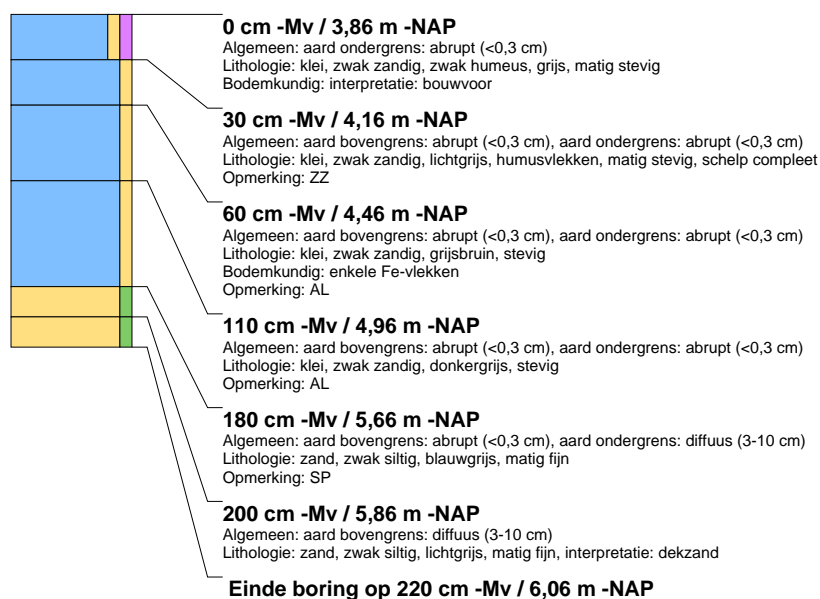 0 cm -Mv / 3,86 m -NAP
Algemeen: aard ondergrens: abrupt (<0,3 cm)
Lithologie: klei, zwak zandig, zwak humeus, grijs, matig stevig
Bodemkundig: interpretatie: bouwvoor
30 cm -Mv / 4,16 m -NAP
Algemeen: aard bovengrens: abrupt (<0,3 cm), aard ondergrens: abrupt (<0,3 cm)
Lithologie: klei, zwak zandig, lichtgrijs, humusvlekken, matig stevig, schelp compleet
Opmerking: ZZ
60 cm -Mv / 4,46 m -NAP
Algemeen: aard bovengrens: abrupt (<0,3 cm), aard ondergrens: abrupt (<0,3 cm)
Lithologie: klei, zwak zandig, grijsbruin, stevig
Bodemkundig: enkele Fe-vlekken
Opmerking: AL
110 cm -Mv / 4,96 m -NAP
Algemeen: aard bovengrens: abrupt (<0,3 cm), aard ondergrens: abrupt (<0,3 cm)
Lithologie: klei, zwak zandig, donkergrijs, stevig
Opmerking: AL
180 cm -Mv / 5,66 m -NAP
Algemeen: aard bovengrens: abrupt (<0,3 cm), aard ondergrens: diffuus (3-10 cm)
Lithologie: zand, zwak siltig, blauwgrijs, matig fijn
Opmerking: SP
200 cm -Mv / 5,86 m -NAP
Algemeen: aard bovengrens: diffuus (3-10 cm)
Lithologie: zand, zwak siltig, lichtgrijs, matig fijn, interpretatie: dekzand
Einde boring op 220 cm -Mv / 6,06 m -NAP